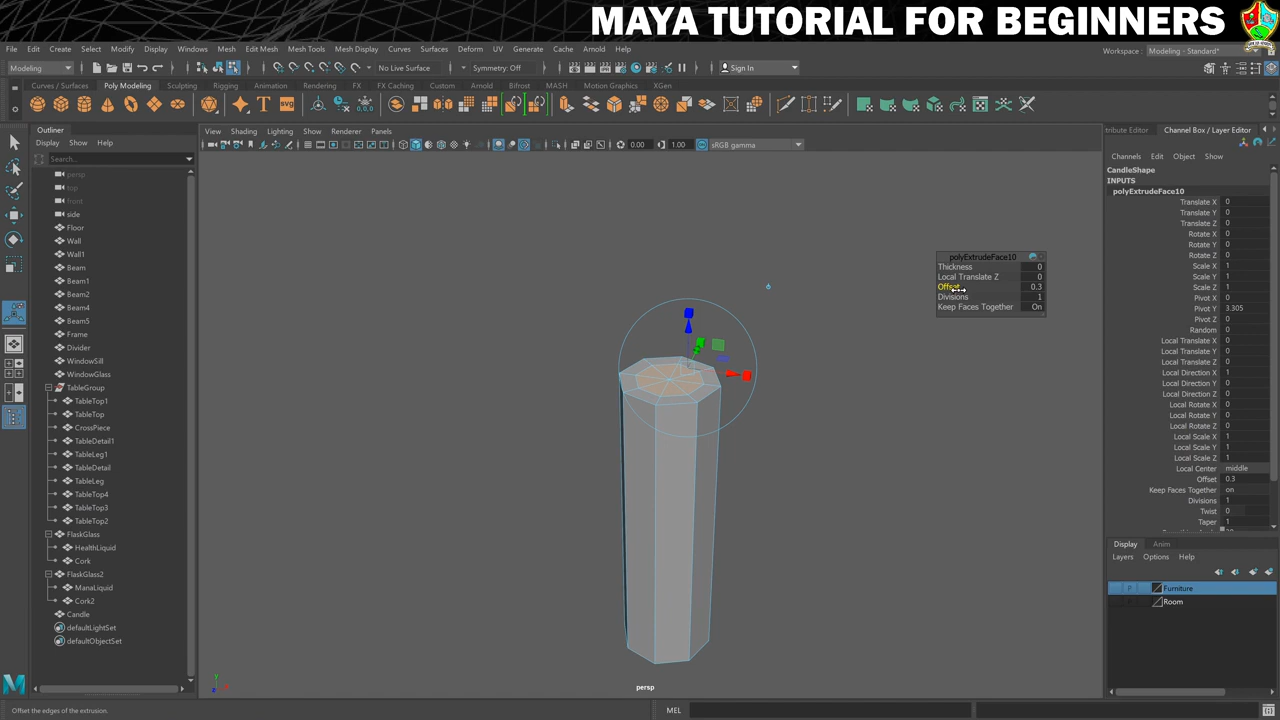 MAYA TUTORIAL FOR BEGINNERS
File Edit Create Select Modify Display Windows Mesh Edit Mesh Mesh Tools Mesh Display Curves Surfaces Deform UV Generate Cache Arnold Help
Workspace : Modeling - Standard*
Modeling No Live Surface Symmetry: Off Sign In
Curves / Surfaces Poly Modeling Sculpting Rigging Animation Rendering FX FX Caching Custom Arnold Bifrost MASH Motion Graphics XGen
Outliner
Display Show Help
Search...
persp
top
front
side
Floor
Wall
Wall1
Beam
Beam1
Beam2
Beam4
Beam5
Frame
Divider
WindowSill
WindowGlass
TableGroup
TableTop1
TableTop
CrossPiece
TableDetail1
TableLeg1
TableDetail
TableLeg
TableTop4
TableTop3
TableTop2
FlaskGlass
HealthLiquid
Cork
FlaskGlass2
ManaLiquid
Cork2
Candle
defaultLightSet
defaultObjectSet
View Shading Lighting Show Renderer Panels
0.00 1.00 sRGB gamma
polyExtrudeFace10
Thickness 0
Local Translate Z 0
Offset 0.3
Divisions 1
Keep Faces Together On
persp
tribute Editor Channel Box / Layer Editor
Channels Edit Object Show
CandleShape
INPUTS
polyExtrudeFace10
Translate X 0
Translate Y 0
Translate Z 0
Rotate X 0
Rotate Y 0
Rotate Z 0
Scale X 1
Scale Y 1
Scale Z 1
Pivot X 0
Pivot Y 3.305
Pivot Z 0
Random 0
Local Translate X 0
Local Translate Y 0
Local Translate Z 0
Local Direction X 1
Local Direction Y 0
Local Direction Z 0
Local Rotate X 0
Local Rotate Y 0
Local Rotate Z 0
Local Scale X 1
Local Scale Y 1
Local Scale Z 1
Local Center middle
Offset 0.3
Keep Faces Together on
Divisions 1
Twist 0
Taper 1
Display Anim
Layers Options Help
P Furniture
P Room
Offset the edges of the extrusion.
MEL